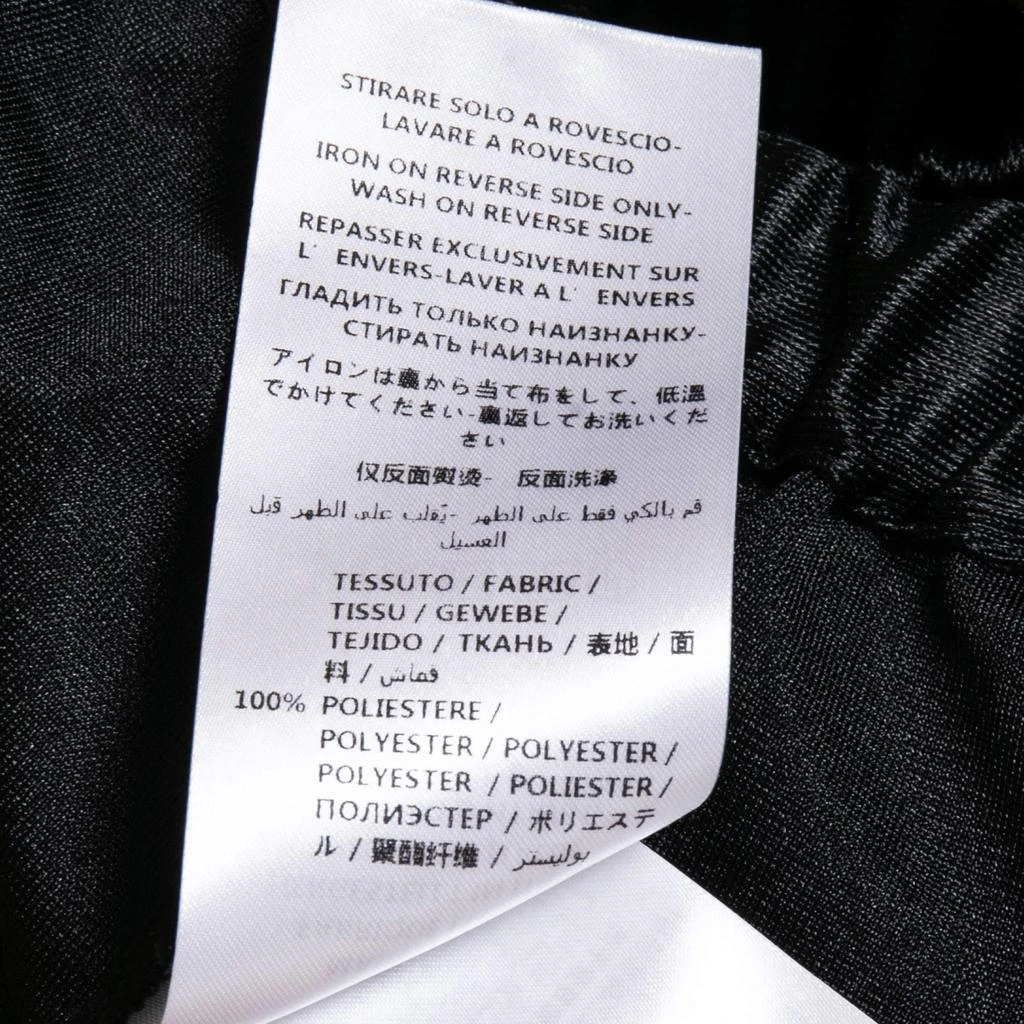 STIRARE SOLO A ROVESCIO-
LAVARE A ROVESCIO
IRON ON REVERSE SIDE ONLY-
WASH ON REVERSE SIDE
REPASSER EXCLUSIVEMENT SUR
L' ENVERS-LAVER A L' ENVERS
ГЛАДИТЬ ТОЛЬКО НАИЗНАНКУ-
СТИРАТЬ НАИЗНАНКУ
アイロンは裏から当て布をして、低温
でかけてください-裏返してお洗いくだ
さい
仅反面熨烫- 反面洗涤
قم بالكي فقط على الظهر -يُقلب على الظهر قبل
الغسيل
TESSUTO / FABRIC /
TISSU / GEWEBE /
TEJIDO / ТКАНЬ / 表地 / 面
料 / قماش
100% POLIESTERE /
POLYESTER / POLYESTER /
POLYESTER / POLIESTER /
ПОЛИЭСТЕР / ポリエステ
ル / 聚酯纤维 / بوليستر